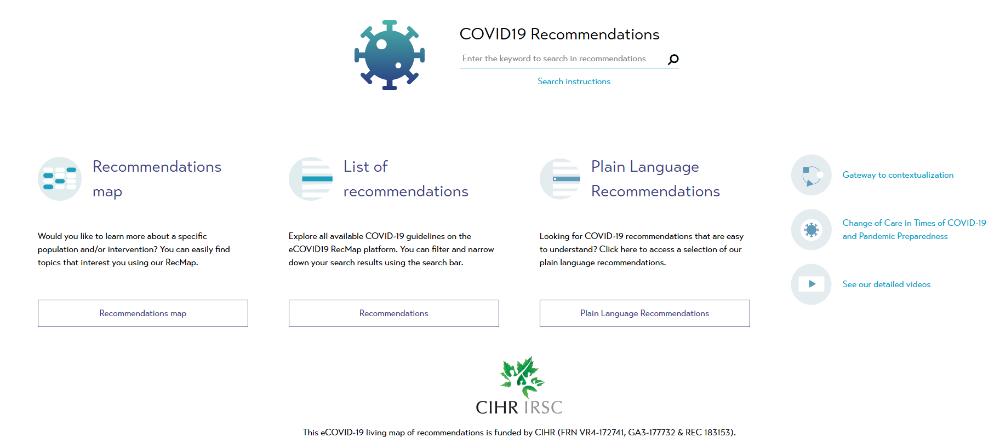 COVID19 Recommendations
Enter the keyword to search in recommendations
Search instructions
Recommendations
map
Would you like to learn more about a specific
population and/or intervention? You can easily find
topics that interest you using our RecMap.
Recommendations map
List of
recommendations
Explore all available COVID-19 guidelines on the
eCOVID19 RecMap platform. You can filter and narrow
down your search results using the search bar.
Recommendations
Plain Language
Recommendations
Looking for COVID-19 recommendations that are easy
to understand? Click here to access a selection of our
plain language recommendations.
Plain Language Recommendations
Gateway to contextualization
Change of Care in Times of COVID-19
and Pandemic Preparedness
See our detailed videos
CIHR IRSC
This eCOVID-19 living map of recommendations is funded by CIHR (FRN VR4-172741, GA3-177732 & REC 183153).